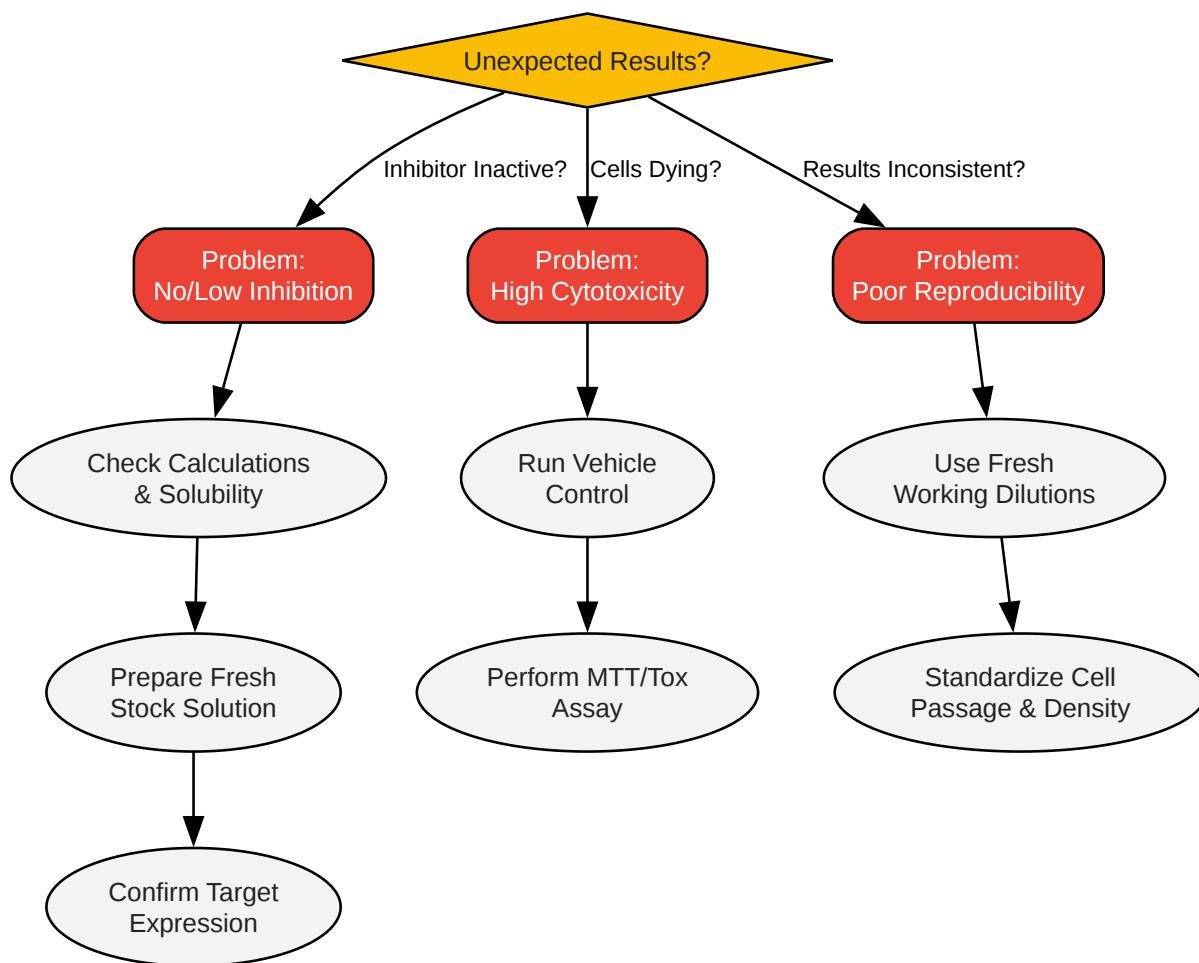 Unexpected Results?
Inhibitor Inactive?
Cells Dying?
Results Inconsistent?
Problem:
No/Low Inhibition
Problem:
High Cytotoxicity
Problem:
Poor Reproducibility
Check Calculations
& Solubility
Run Vehicle
Control
Use Fresh
Working Dilutions
Prepare Fresh
Stock Solution
Perform MTT/Tox
Assay
Standardize Cell
Passage & Density
Confirm Target
Expression